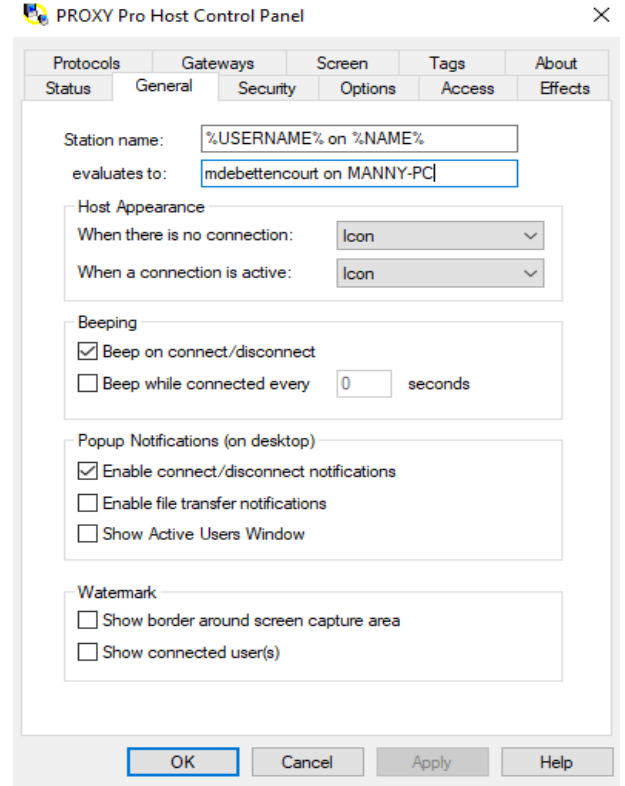 PROXY Pro Host Control Panel
Protocols Gateways Screen Tags About
Status General Security Options Access Effects
Station name: %USERNAME% on %NAME%
evaluates to: mdebettencourt on MANNY-PC
Host Appearance
When there is no connection: Icon
When a connection is active: Icon
Beeping
Beep on connect/disconnect
Beep while connected every 0 seconds
Popup Notifications (on desktop)
Enable connect/disconnect notifications
Enable file transfer notifications
Show Active Users Window
Watermark
Show border around screen capture area
Show connected user(s)
OK Cancel Apply Help